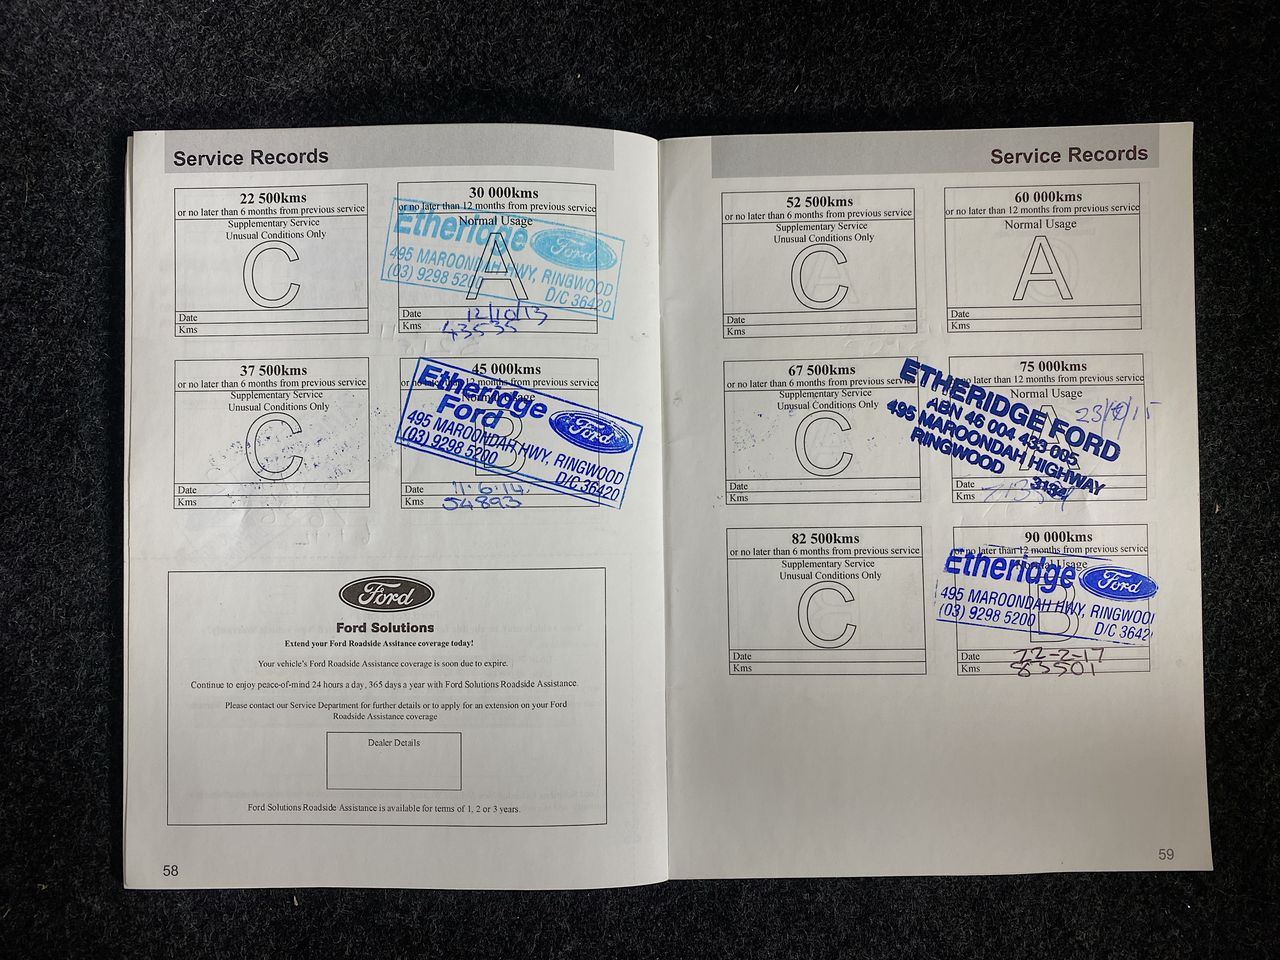 Service Records
22 500kms
or no later than 6 months from previous service
Supplementary Service
Unusual Conditions Only
C
Date
Kms
30 000kms
or no later than 12 months from previous service
Normal Usage
A
Etheridge Ford
495 MAROONDAH HWY, RINGWOOD
(03) 9298 5200 D/C 36420
Date 12/10/13
Kms 43535
37 500kms
or no later than 6 months from previous service
Supplementary Service
Unusual Conditions Only
C
Date
Kms
45 000kms
or no later than 12 months from previous service
Normal Usage
B
Etheridge
Ford Ford
495 MAROONDAH HWY, RINGWOOD
(03) 9298 5200 D/C 36420
Date 11.6.14
Kms 54893
Ford
Ford Solutions
Extend your Ford Roadside Assitance coverage today!
Your vehicle's Ford Roadside Assistance coverage is soon due to expire.
Continue to enjoy peace-of-mind 24 hours a day, 365 days a year with Ford Solutions Roadside Assistance.
Please contact our Service Department for further details or to apply for an extension on your Ford
Roadside Assistance coverage
Dealer Details
Ford Solutions Roadside Assistance is available for terms of 1, 2 or 3 years.
58
Service Records
52 500kms
or no later than 6 months from previous service
Supplementary Service
Unusual Conditions Only
C
Date
Kms
60 000kms
or no later than 12 months from previous service
Normal Usage
A
Date
Kms
67 500kms
or no later than 6 months from previous service
Supplementary Service
Unusual Conditions Only
C
Date
Kms
75 000kms
or no later than 12 months from previous service
Normal Usage
A
ETHERIDGE FORD
ABN 46 004 433 095
495 MAROONDAH HIGHWAY
RINGWOOD 3134
Date
Kms
82 500kms
or no later than 6 months from previous service
Supplementary Service
Unusual Conditions Only
C
Date
Kms
90 000kms
or no later than 12 months from previous service
Normal Usage
B
Etheridge Ford
495 MAROONDAH HWY, RINGWOO
(03) 9298 5200 D/C 3642
Date 22-2-17
Kms 83501
59